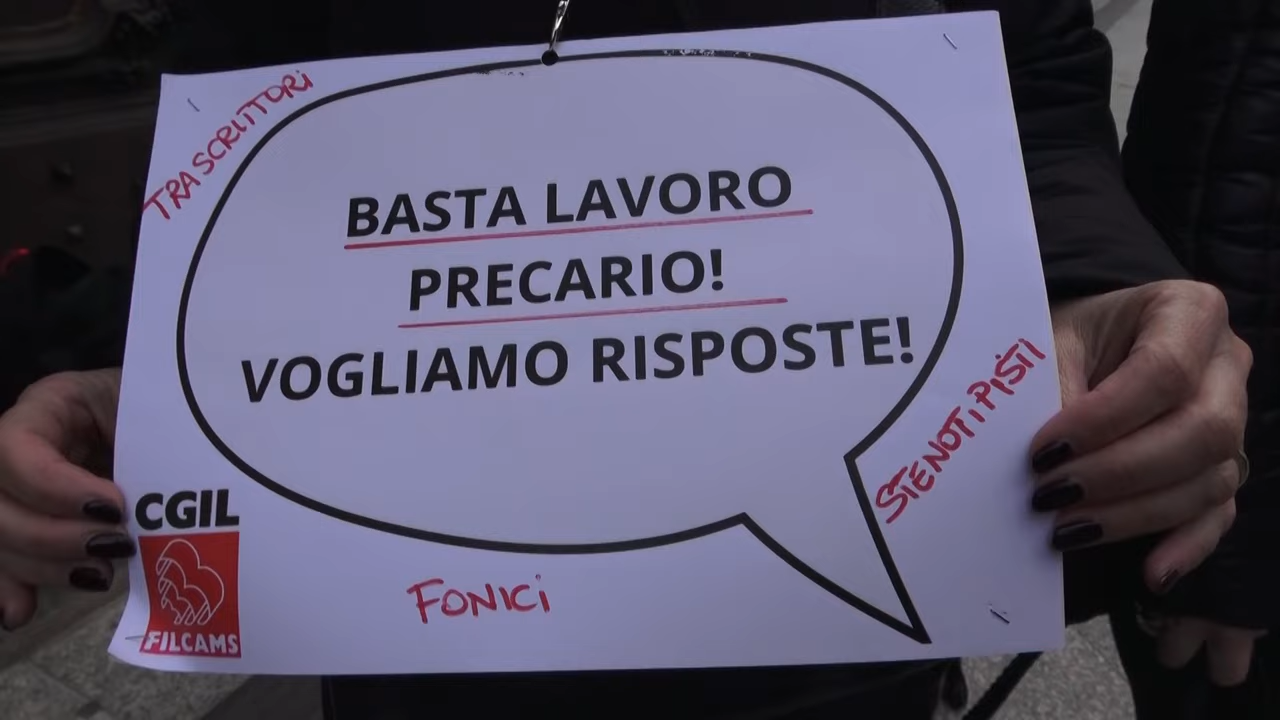 TRASCRITTORI
BASTA LAVORO
PRECARIO!
VOGLIAMO RISPOSTE!
STENOTIPISTI
CGIL
FILCAMS
FONICI